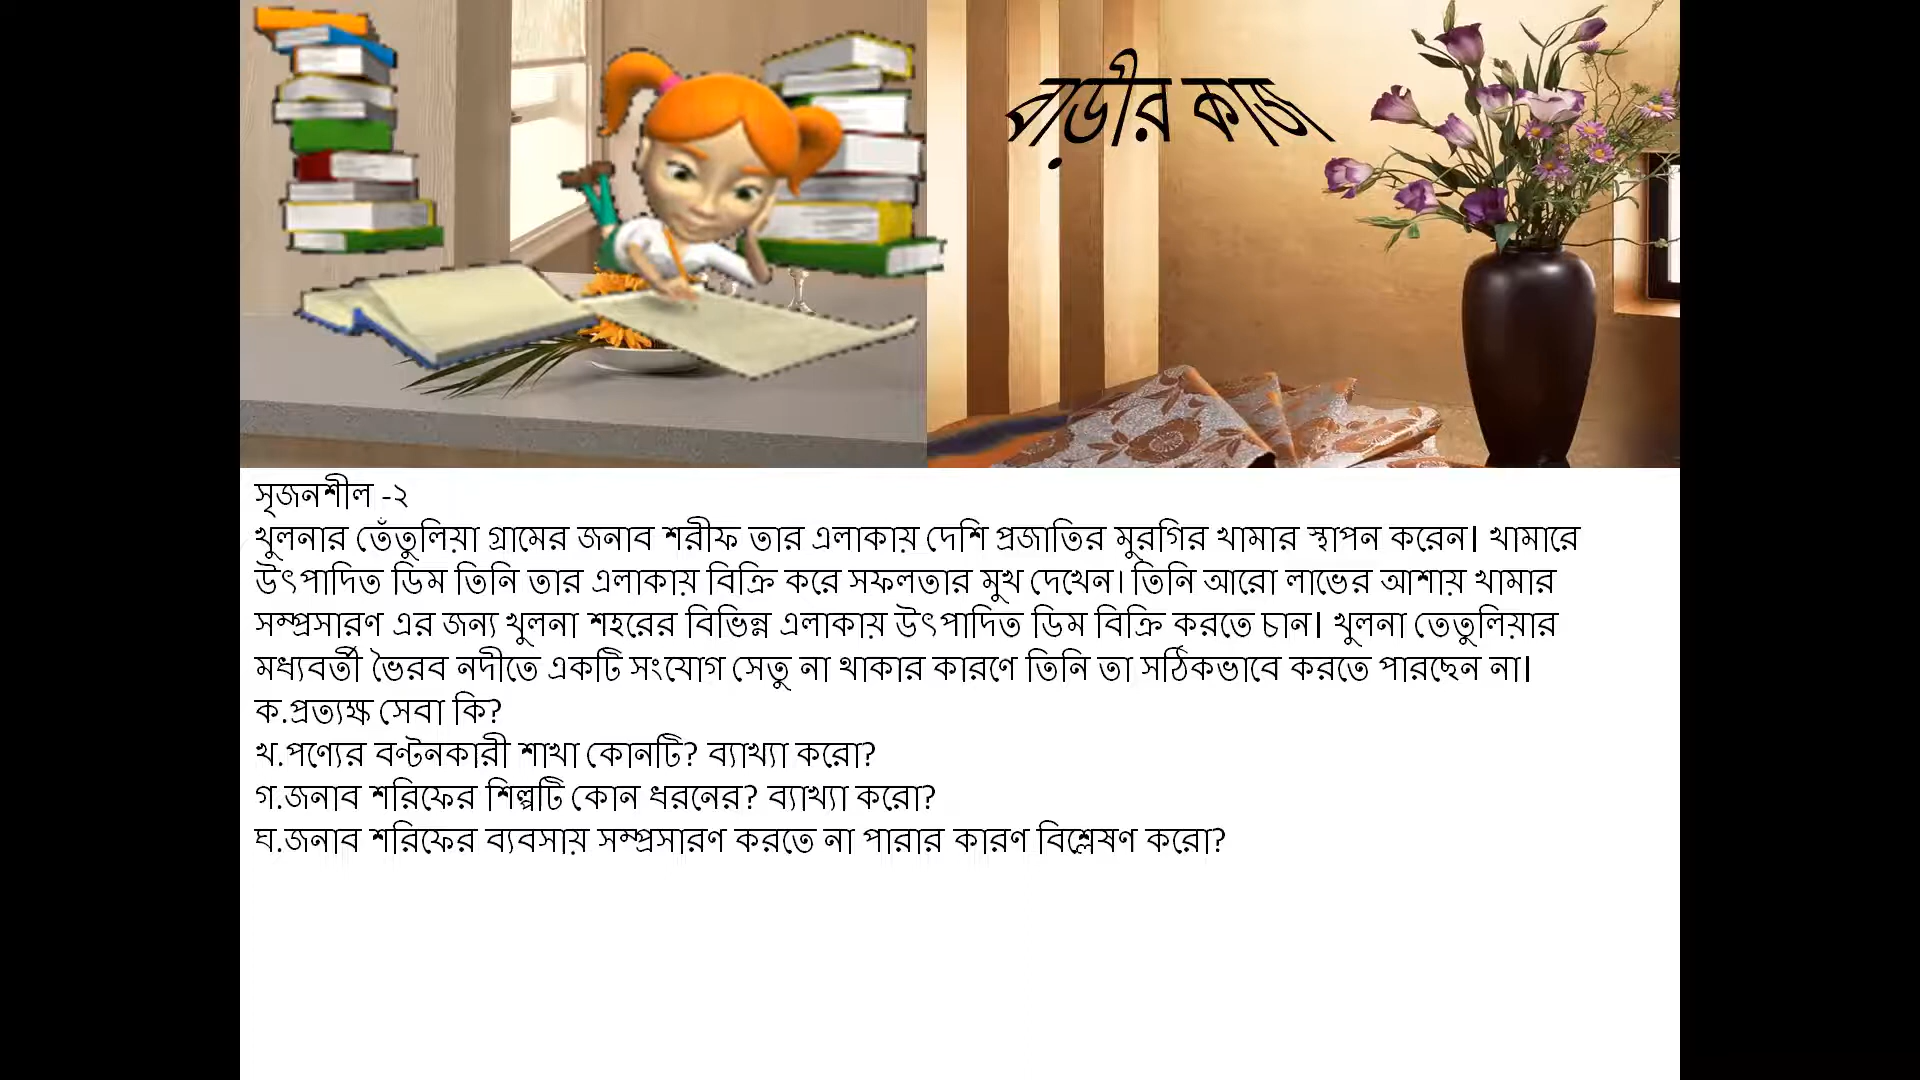 বাড়ীর কাজ
সৃজনশীল -২
খুলনার তেঁতুলিয়া গ্রামের জনাব শরীফ তার এলাকায় দেশি প্রজাতির মুরগির খামার স্থাপন করেন। খামারে
উৎপাদিত ডিম তিনি তার এলাকায় বিক্রি করে সফলতার মুখ দেখেন। তিনি আরো লাভের আশায় খামার
সম্প্রসারণ এর জন্য খুলনা শহরের বিভিন্ন এলাকায় উৎপাদিত ডিম বিক্রি করতে চান। খুলনা তেতুলিয়ার
মধ্যবর্তী ভৈরব নদীতে একটি সংযোগ সেতু না থাকার কারণে তিনি তা সঠিকভাবে করতে পারছেন না।
ক.প্রত্যক্ষ সেবা কি?
খ.পণ্যের বণ্টনকারী শাখা কোনটি? ব্যাখ্যা করো?
গ.জনাব শরিফের শিল্পটি কোন ধরনের? ব্যাখ্যা করো?
ঘ.জনাব শরিফের ব্যবসায় সম্প্রসারণ করতে না পারার কারণ বিশ্লেষণ করো?